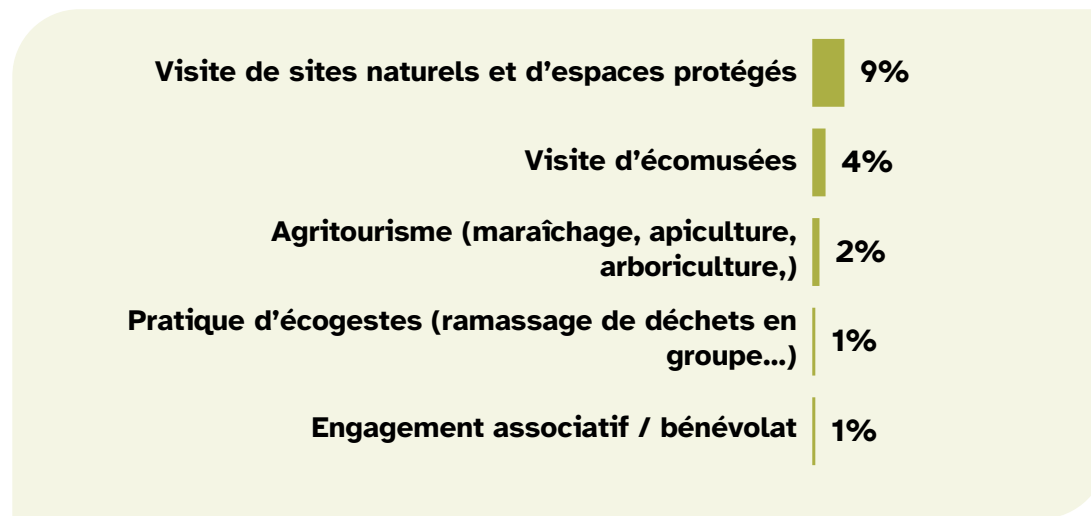 Visite de sites naturels et d’espaces protégés 9%
Visite d’écomusées 4%
Agritourisme (maraîchage, apiculture,
arboriculture,) 2%
Pratique d’écogestes (ramassage de déchets en
groupe...) 1%
Engagement associatif / bénévolat 1%